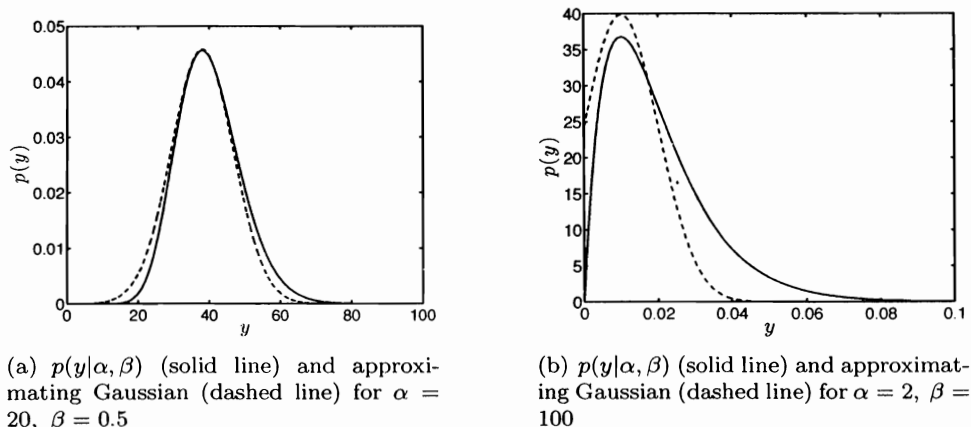 0.05
0.04
0.03
0.02
0.01
0
p(y)
0 20 40 60 80 100
y
(a) p(y|α, β) (solid line) and approxi-
mating Gaussian (dashed line) for α =
20, β = 0.5
40
35
30
25
20
15
10
5
0
p(y)
0 0.02 0.04 0.06 0.08 0.1
y
(b) p(y|α, β) (solid line) and approximat-
ing Gaussian (dashed line) for α = 2, β =
100